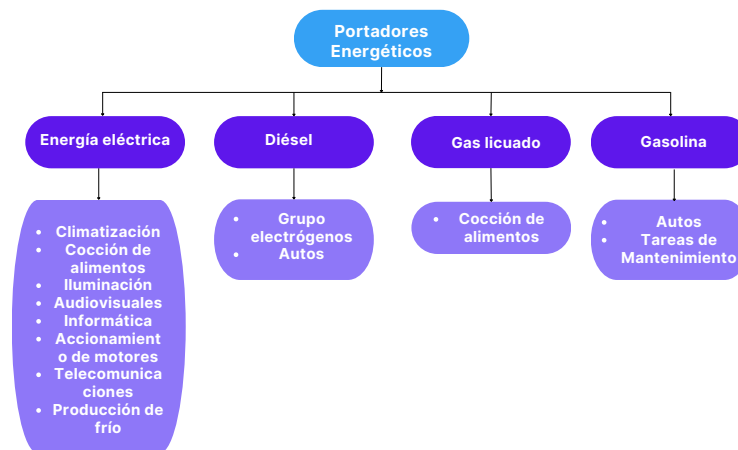 Portadores
Energéticos
Energía eléctrica
Diésel
Gas licuado
Gasolina
• Climatización
• Cocción de
alimentos
• Iluminación
• Audiovisuales
• Informática
• Accionamient
o de motores
• Telecomunica
ciones
• Producción de
frío
• Grupo
electrógenos
• Autos
• Cocción de
alimentos
• Autos
• Tareas de
Mantenimiento